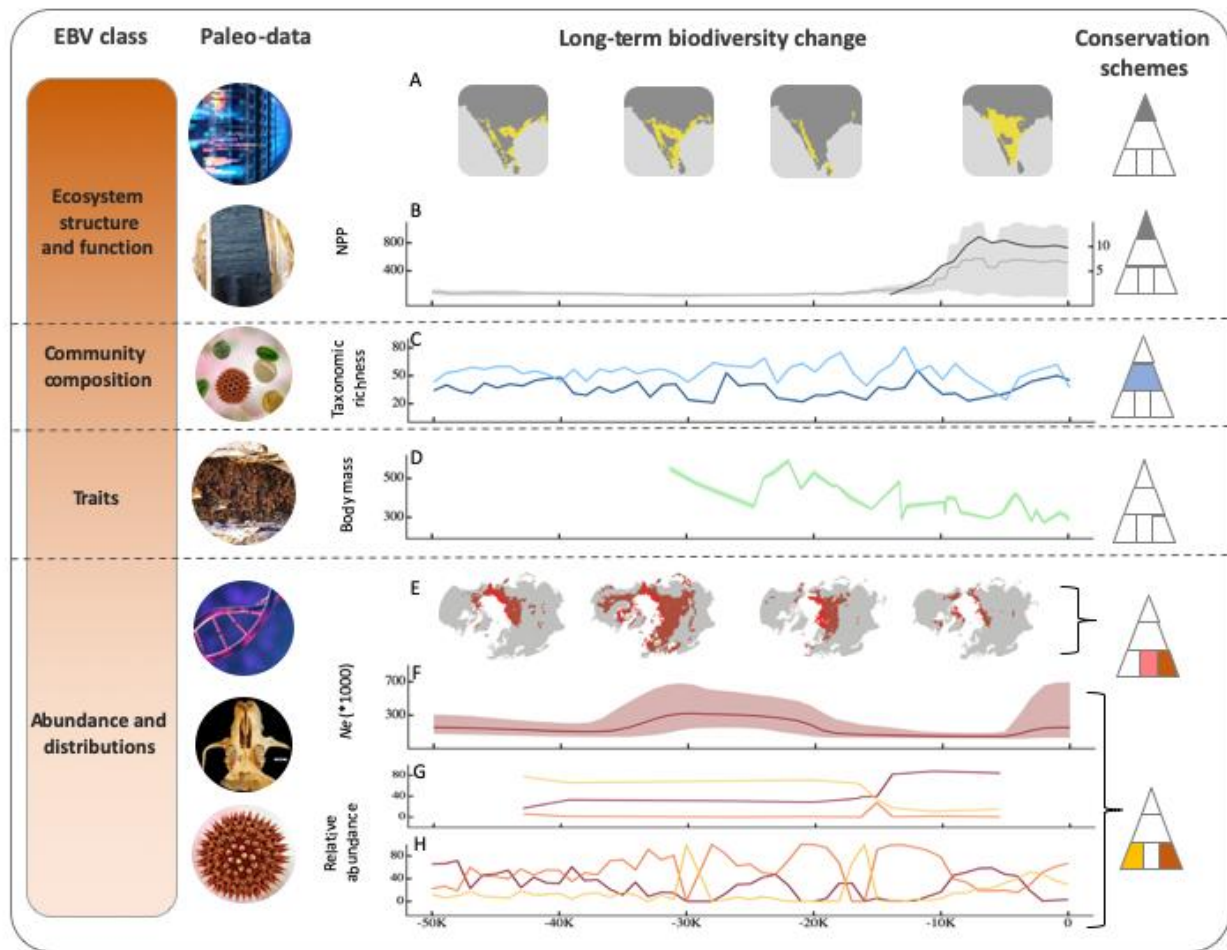 EBV class
Paleo-data
Long-term biodiversity change
Conservation
schemes
Ecosystem
structure
and function
A
B
NPP
800
400
10
5
Community
composition
C
Taxonomic
richness
80
50
20
Traits
D
Body mass
500
300
Abundance and
distributions
E
F
Ne (*1000)
700
300
G
80
40
0
Relative
abundance
H
80
40
0
-50K
-40K
-30K
-20K
-10K
0